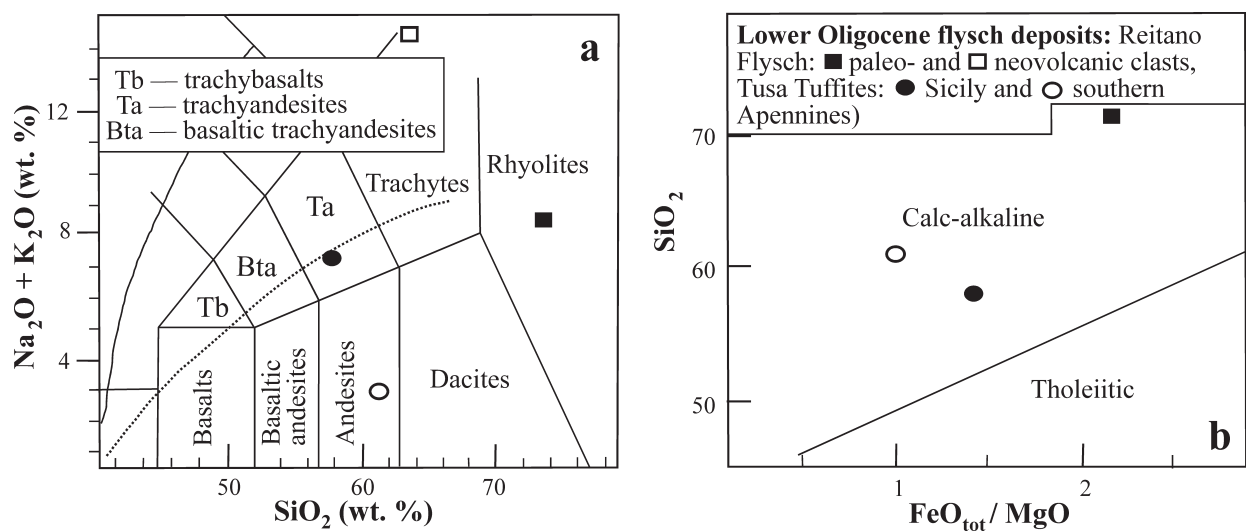 a
Tb — trachybasalts
Ta — trachyandesites
Bta — basaltic trachyandesites
12
8
4
Na2O + K2O (wt. %)
Trachytes
Rhyolites
Ta
Bta
Tb
Basalts
Basaltic
andesites
Andesites
Dacites
50
60
70
SiO2 (wt. %)
Lower Oligocene flysch deposits: Reitano
Flysch: ■ paleo- and □ neovolcanic clasts,
Tusa Tuffites: ● Sicily and ○ southern
Apennines)
70
60
50
SiO2
Calc-alkaline
Tholeiitic
b
1
2
FeOtot / MgO